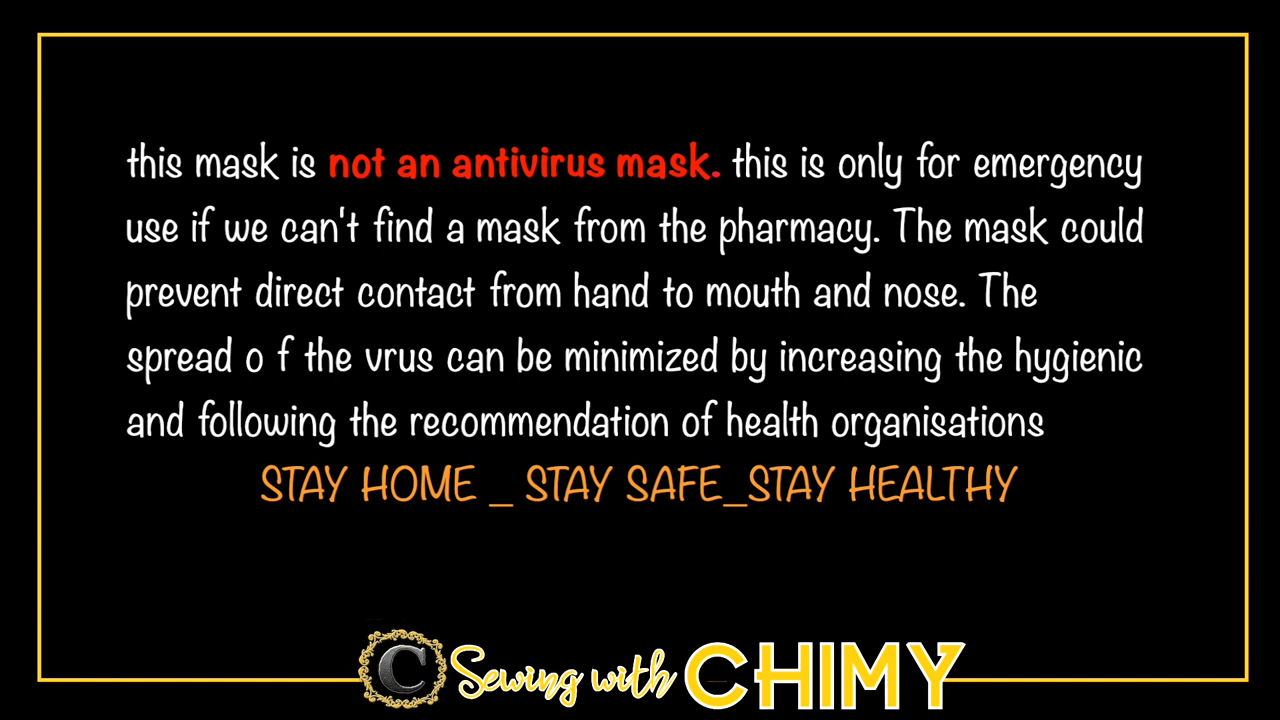 this mask is not an antivirus mask. this is only for emergency
use if we can't find a mask from the pharmacy. The mask could
prevent direct contact from hand to mouth and nose. The
spread o f the vrus can be minimized by increasing the hygienic
and following the recommendation of health organisations
STAY HOME _ STAY SAFE_STAY HEALTHY
C Sewing with CHIMY